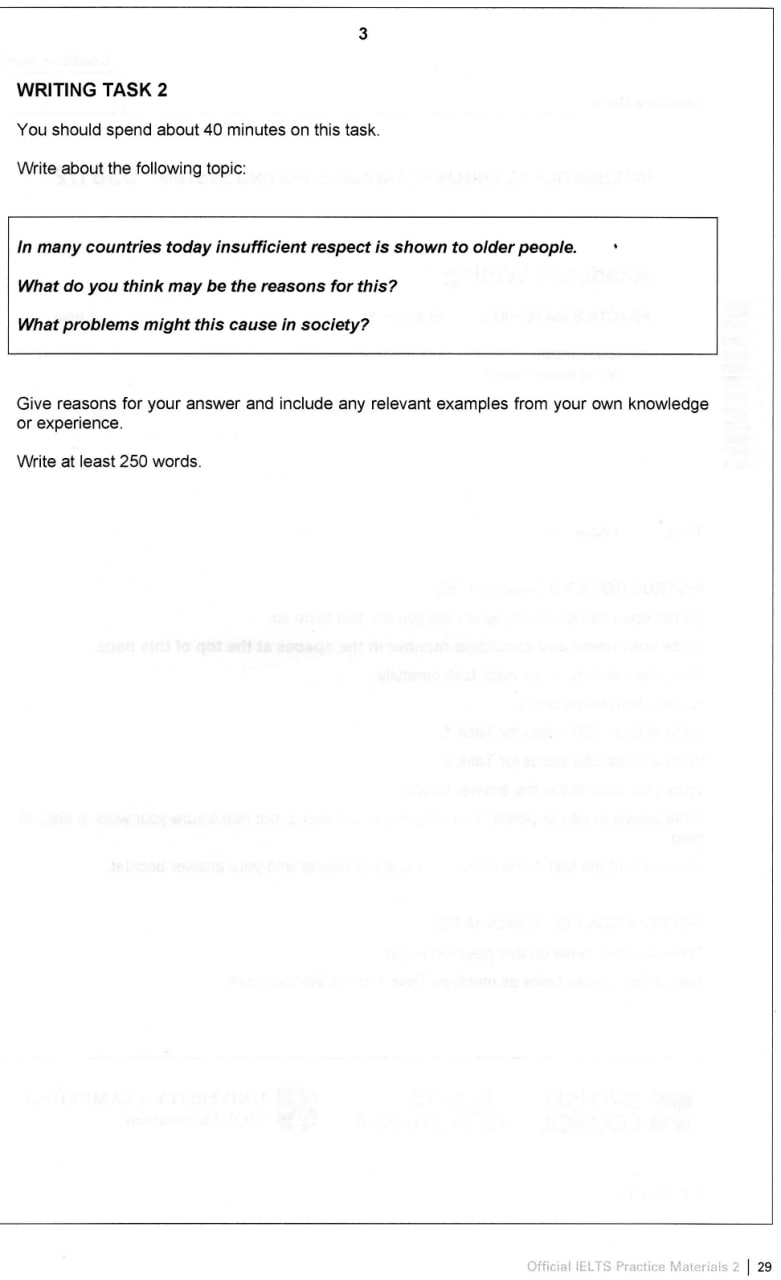 3
WRITING TASK 2
You should spend about 40 minutes on this task.
Write about the following topic:
In many countries today insufficient respect is shown to older people.
What do you think may be the reasons for this?
What problems might this cause in society?
Give reasons for your answer and include any relevant examples from your own knowledge
or experience.
Write at least 250 words.
Official IELTS Practice Materials 2 | 29